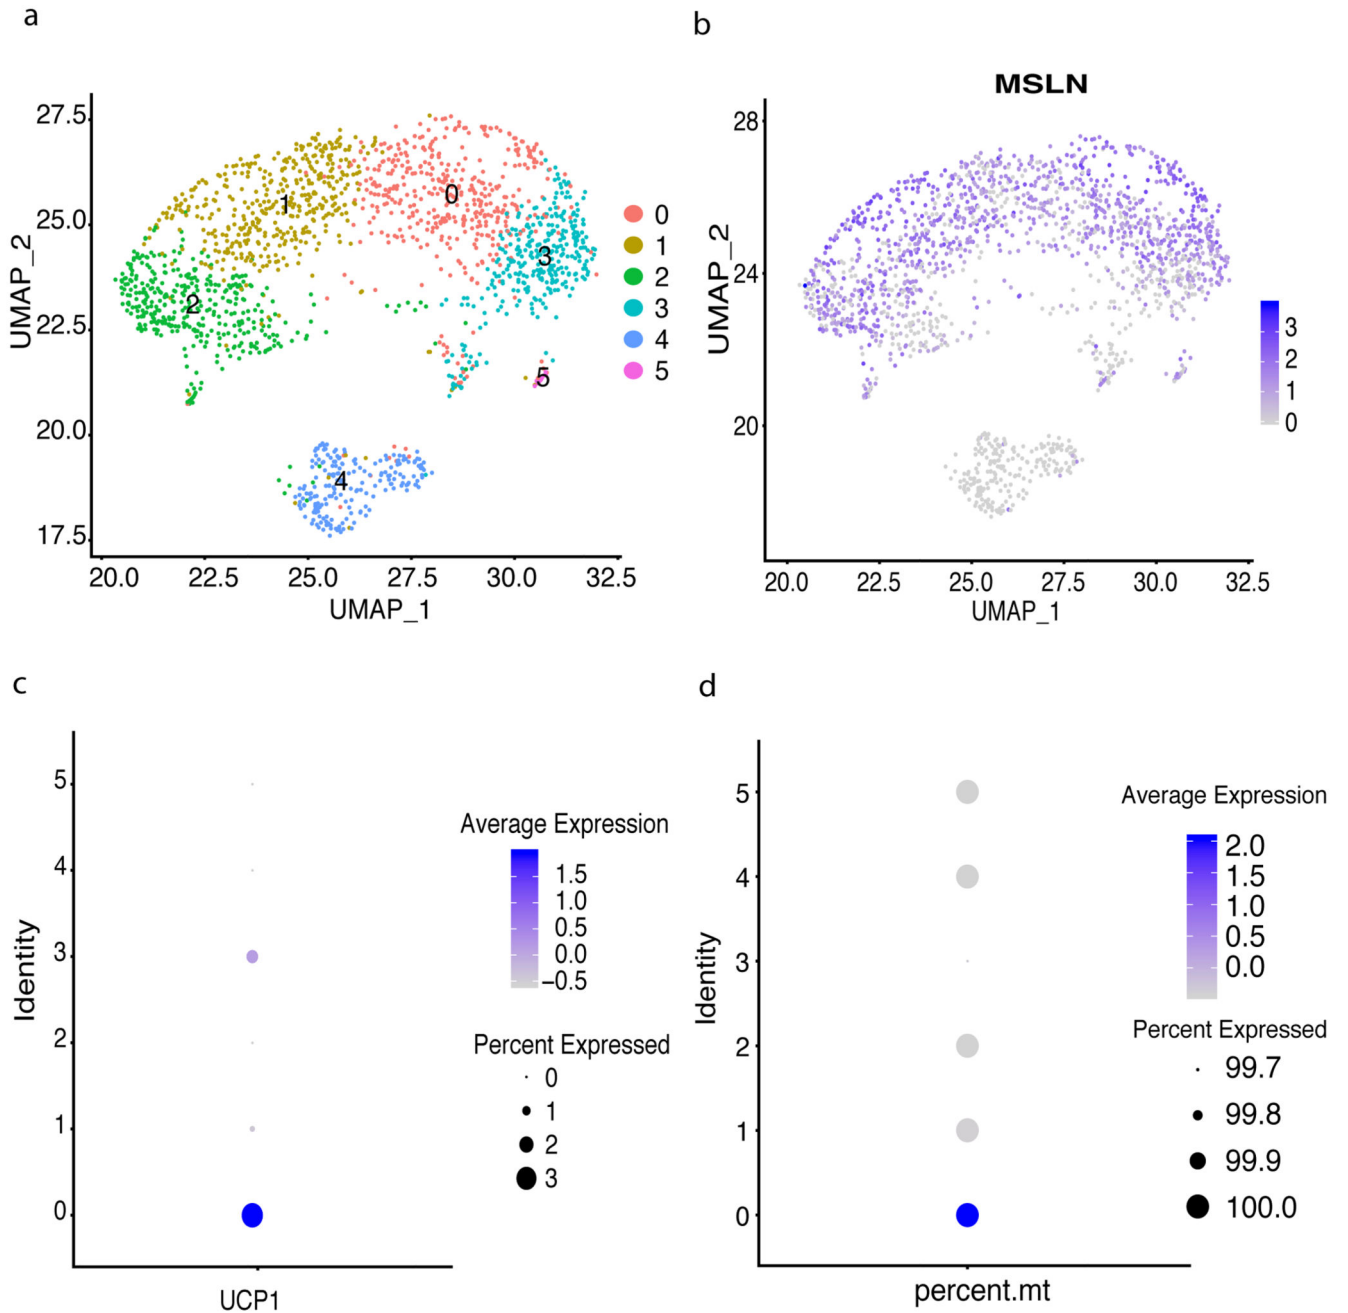 a
27.5
25.0
22.5
20.0
17.5
UMAP_2
20.0 22.5 25.0 27.5 30.0 32.5
UMAP_1
0
1
2
3
4
5
0
1
2
3
4
5
b
MSLN
28
24
20
UMAP_2
20.0 22.5 25.0 27.5 30.0 32.5
UMAP_1
3
2
1
0
c
5
4
3
2
1
0
Identity
UCP1
Average Expression
1.5
1.0
0.5
0.0
−0.5
Percent Expressed
0
1
2
3
d
5
4
3
2
1
0
Identity
percent.mt
Average Expression
2.0
1.5
1.0
0.5
0.0
Percent Expressed
99.7
99.8
99.9
100.0